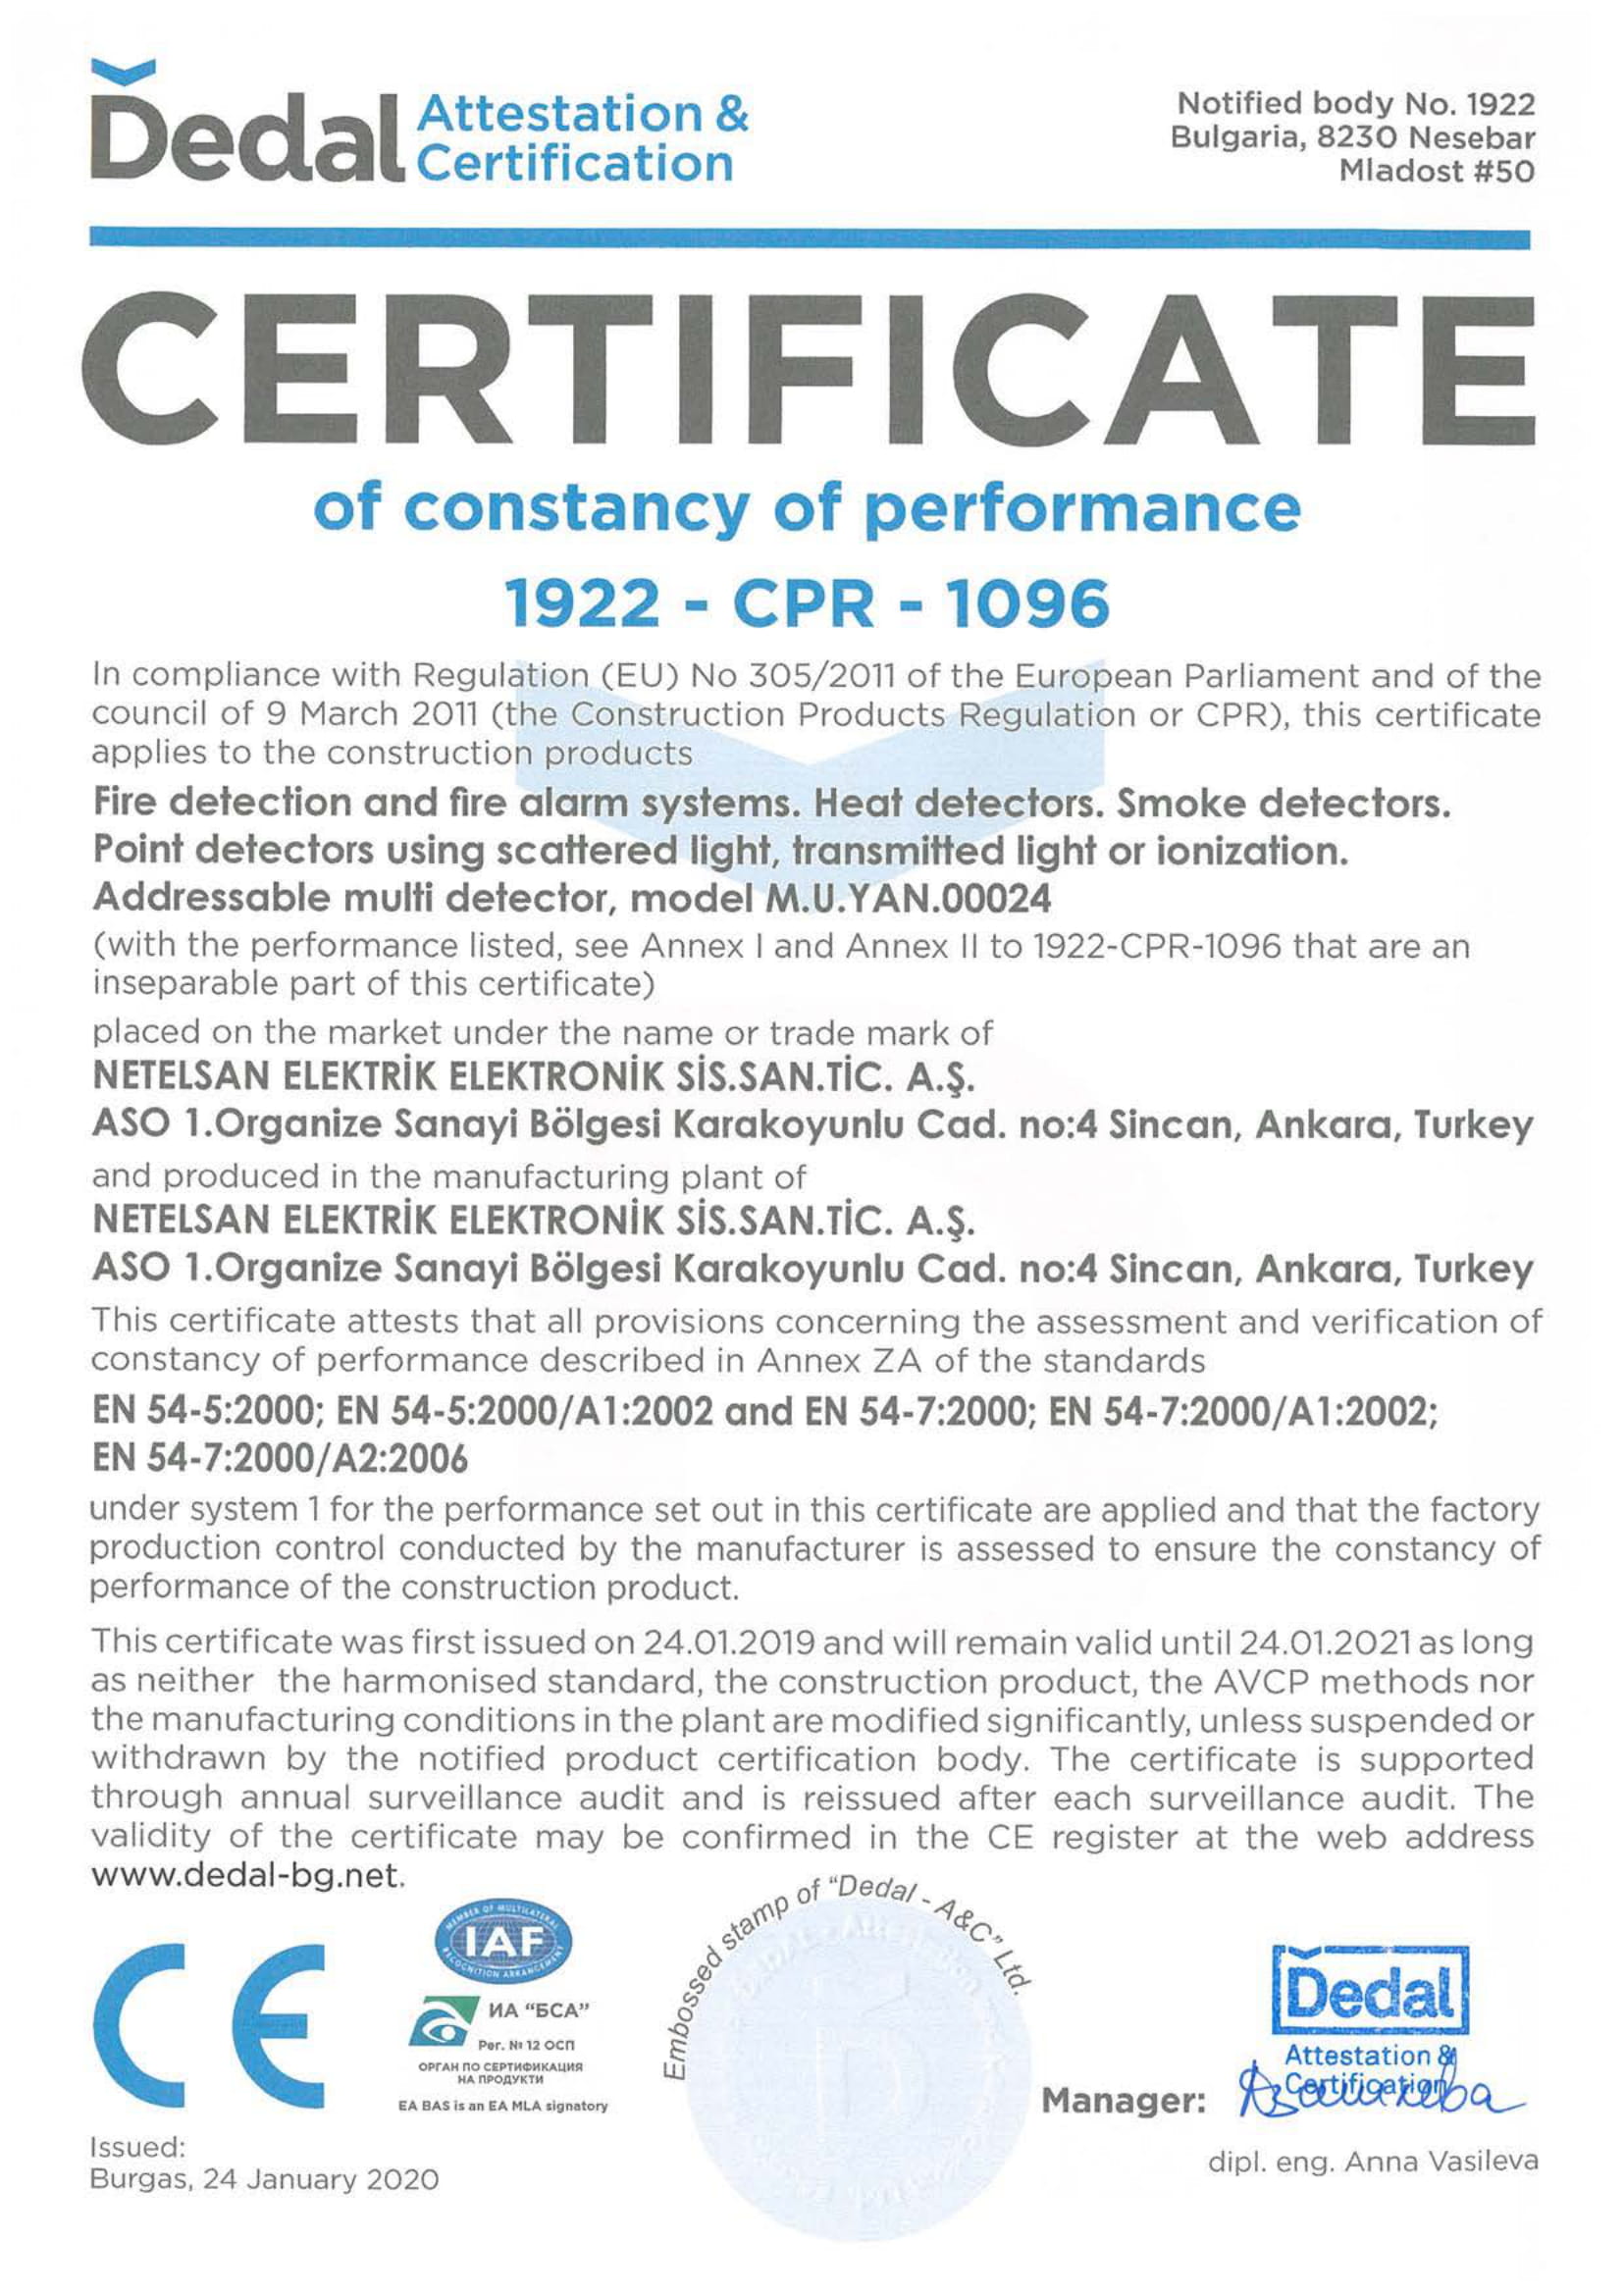 Dedal Attestation &
Certification
Notified body No. 1922
Bulgaria, 8230 Nesebar
Mladost #50
CERTIFICATE
of constancy of performance
1922 - CPR - 1096
In compliance with Regulation (EU) No 305/2011 of the European Parliament and of the
council of 9 March 2011 (the Construction Products Regulation or CPR), this certificate
applies to the construction products
Fire detection and fire alarm systems. Heat detectors. Smoke detectors.
Point detectors using scattered light, transmitted light or ionization.
Addressable multi detector, model M.U.YAN.00024
(with the performance listed, see Annex I and Annex II to 1922-CPR-1096 that are an
inseparable part of this certificate)
placed on the market under the name or trade mark of
NETELSAN ELEKTRİK ELEKTRONİK SİS.SAN.TİC. A.Ş.
ASO 1.Organize Sanayi Bölgesi Karakoyunlu Cad. no:4 Sincan, Ankara, Turkey
and produced in the manufacturing plant of
NETELSAN ELEKTRİK ELEKTRONİK SİS.SAN.TİC. A.Ş.
ASO 1.Organize Sanayi Bölgesi Karakoyunlu Cad. no:4 Sincan, Ankara, Turkey
This certificate attests that all provisions concerning the assessment and verification of
constancy of performance described in Annex ZA of the standards
EN 54-5:2000; EN 54-5:2000/A1:2002 and EN 54-7:2000; EN 54-7:2000/A1:2002;
EN 54-7:2000/A2:2006
under system 1 for the performance set out in this certificate are applied and that the factory
production control conducted by the manufacturer is assessed to ensure the constancy of
performance of the construction product.
This certificate was first issued on 24.01.2019 and will remain valid until 24.01.2021 as long
as neither the harmonised standard, the construction product, the AVCP methods nor
the manufacturing conditions in the plant are modified significantly, unless suspended or
withdrawn by the notified product certification body. The certificate is supported
through annual surveillance audit and is reissued after each surveillance audit. The
validity of the certificate may be confirmed in the CE register at the web address
www.dedal-bg.net.
CE
MEMBER OF MULTILATERAL
IAF
RECOGNITION ARRANGEMENT
ИА "БСА"
Рег. № 12 ОСП
ОРГАН ПО СЕРТИФИКАЦИЯ
НА ПРОДУКТИ
EA BAS is an EA MLA signatory
Embossed stamp of "Dedal - A&C" Ltd.
Dedal
Attestation &
Certification
Manager:
dipl. eng. Anna Vasileva
Issued:
Burgas, 24 January 2020